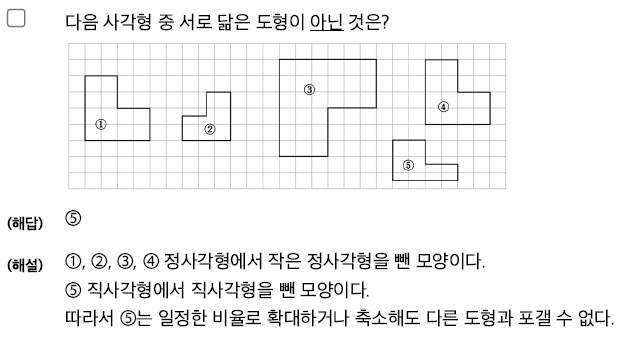 다음 사각형 중 서로 닮은 도형이 아닌 것은?
① ② ③ ④ ⑤
(해답) ⑤
(해설) ①, ②, ③, ④ 정사각형에서 작은 정사각형을 뺀 모양이다.
⑤ 직사각형에서 직사각형을 뺀 모양이다.
따라서 ⑤는 일정한 비율로 확대하거나 축소해도 다른 도형과 포갤 수 없다.